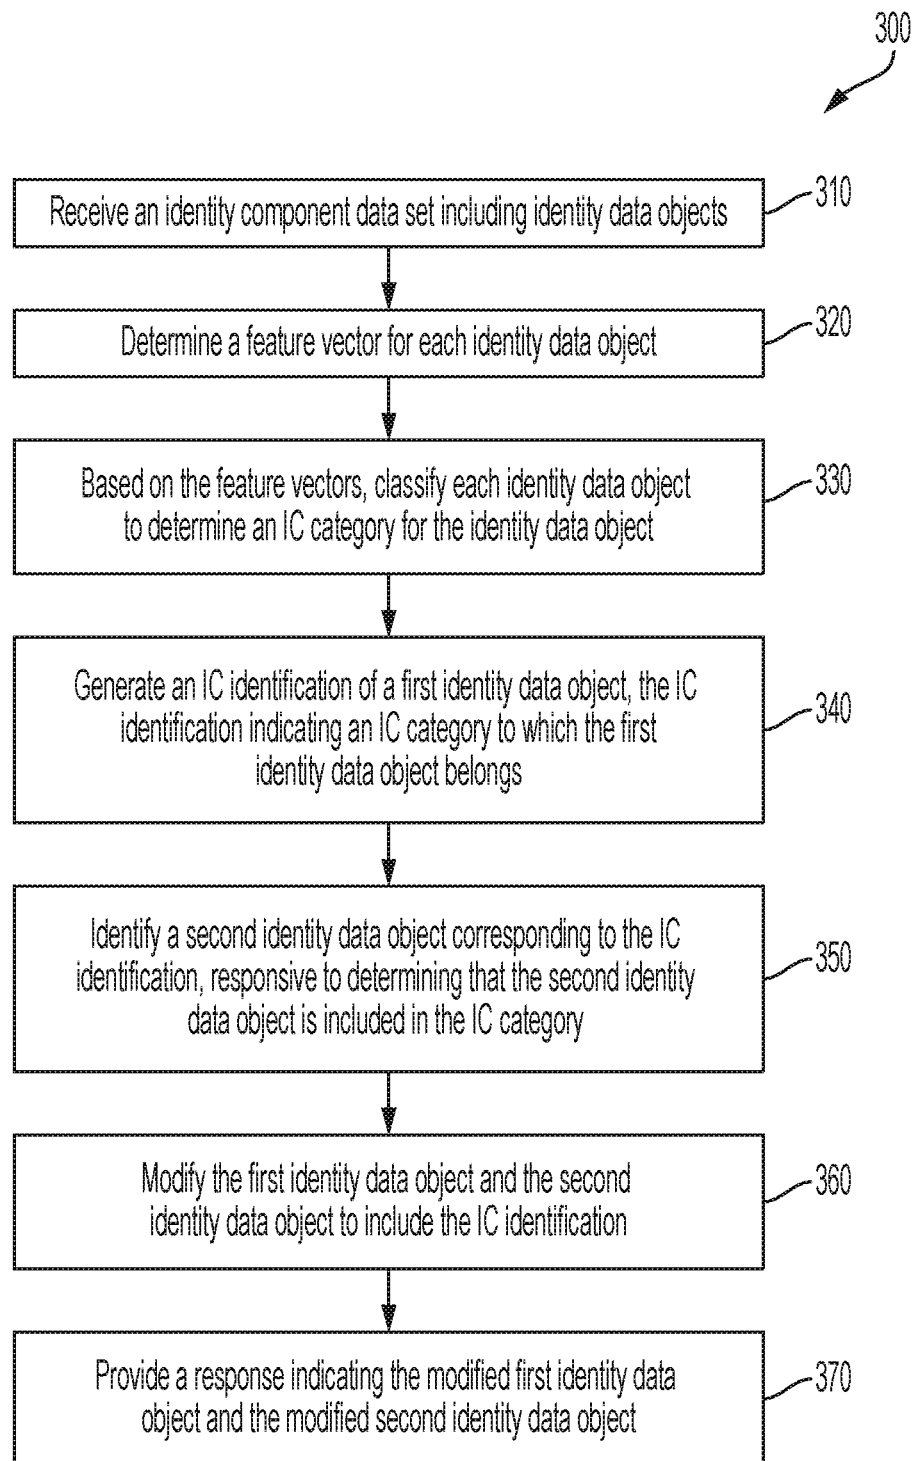 300
Receive an identity component data set including identity data objects
310
Determine a feature vector for each identity data object
320
Based on the feature vectors, classify each identity data object
to determine an IC category for the identity data object
330
Generate an IC identification of a first identity data object, the IC
identification indicating an IC category to which the first
identity data object belongs
340
Identify a second identity data object corresponding to the IC
identification, responsive to determining that the second identity
data object is included in the IC category
350
Modify the first identity data object and the second
identity data object to include the IC identification
360
Provide a response indicating the modified first identity data
object and the modified second identity data object
370